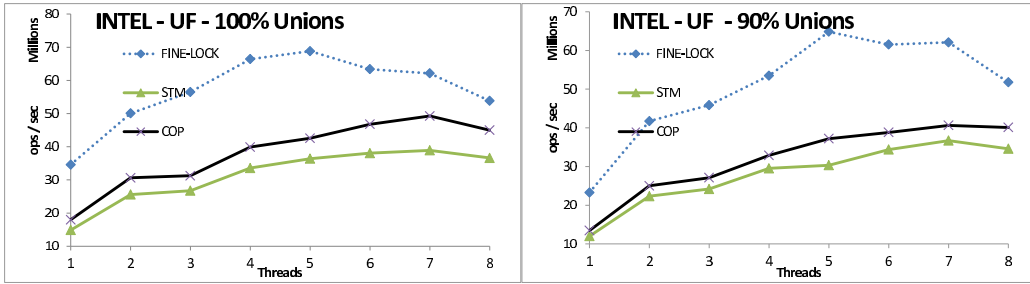 INTEL - UF - 100% Unions
Millions
ops / sec
80
70
60
50
40
30
20
10
FINE-LOCK
STM
COP
1 2 3 4 5 6 7 8
Threads
INTEL - UF - 90% Unions
Millions
ops / sec
70
60
50
40
30
20
10
FINE-LOCK
STM
COP
1 2 3 4 5 6 7 8
Threads